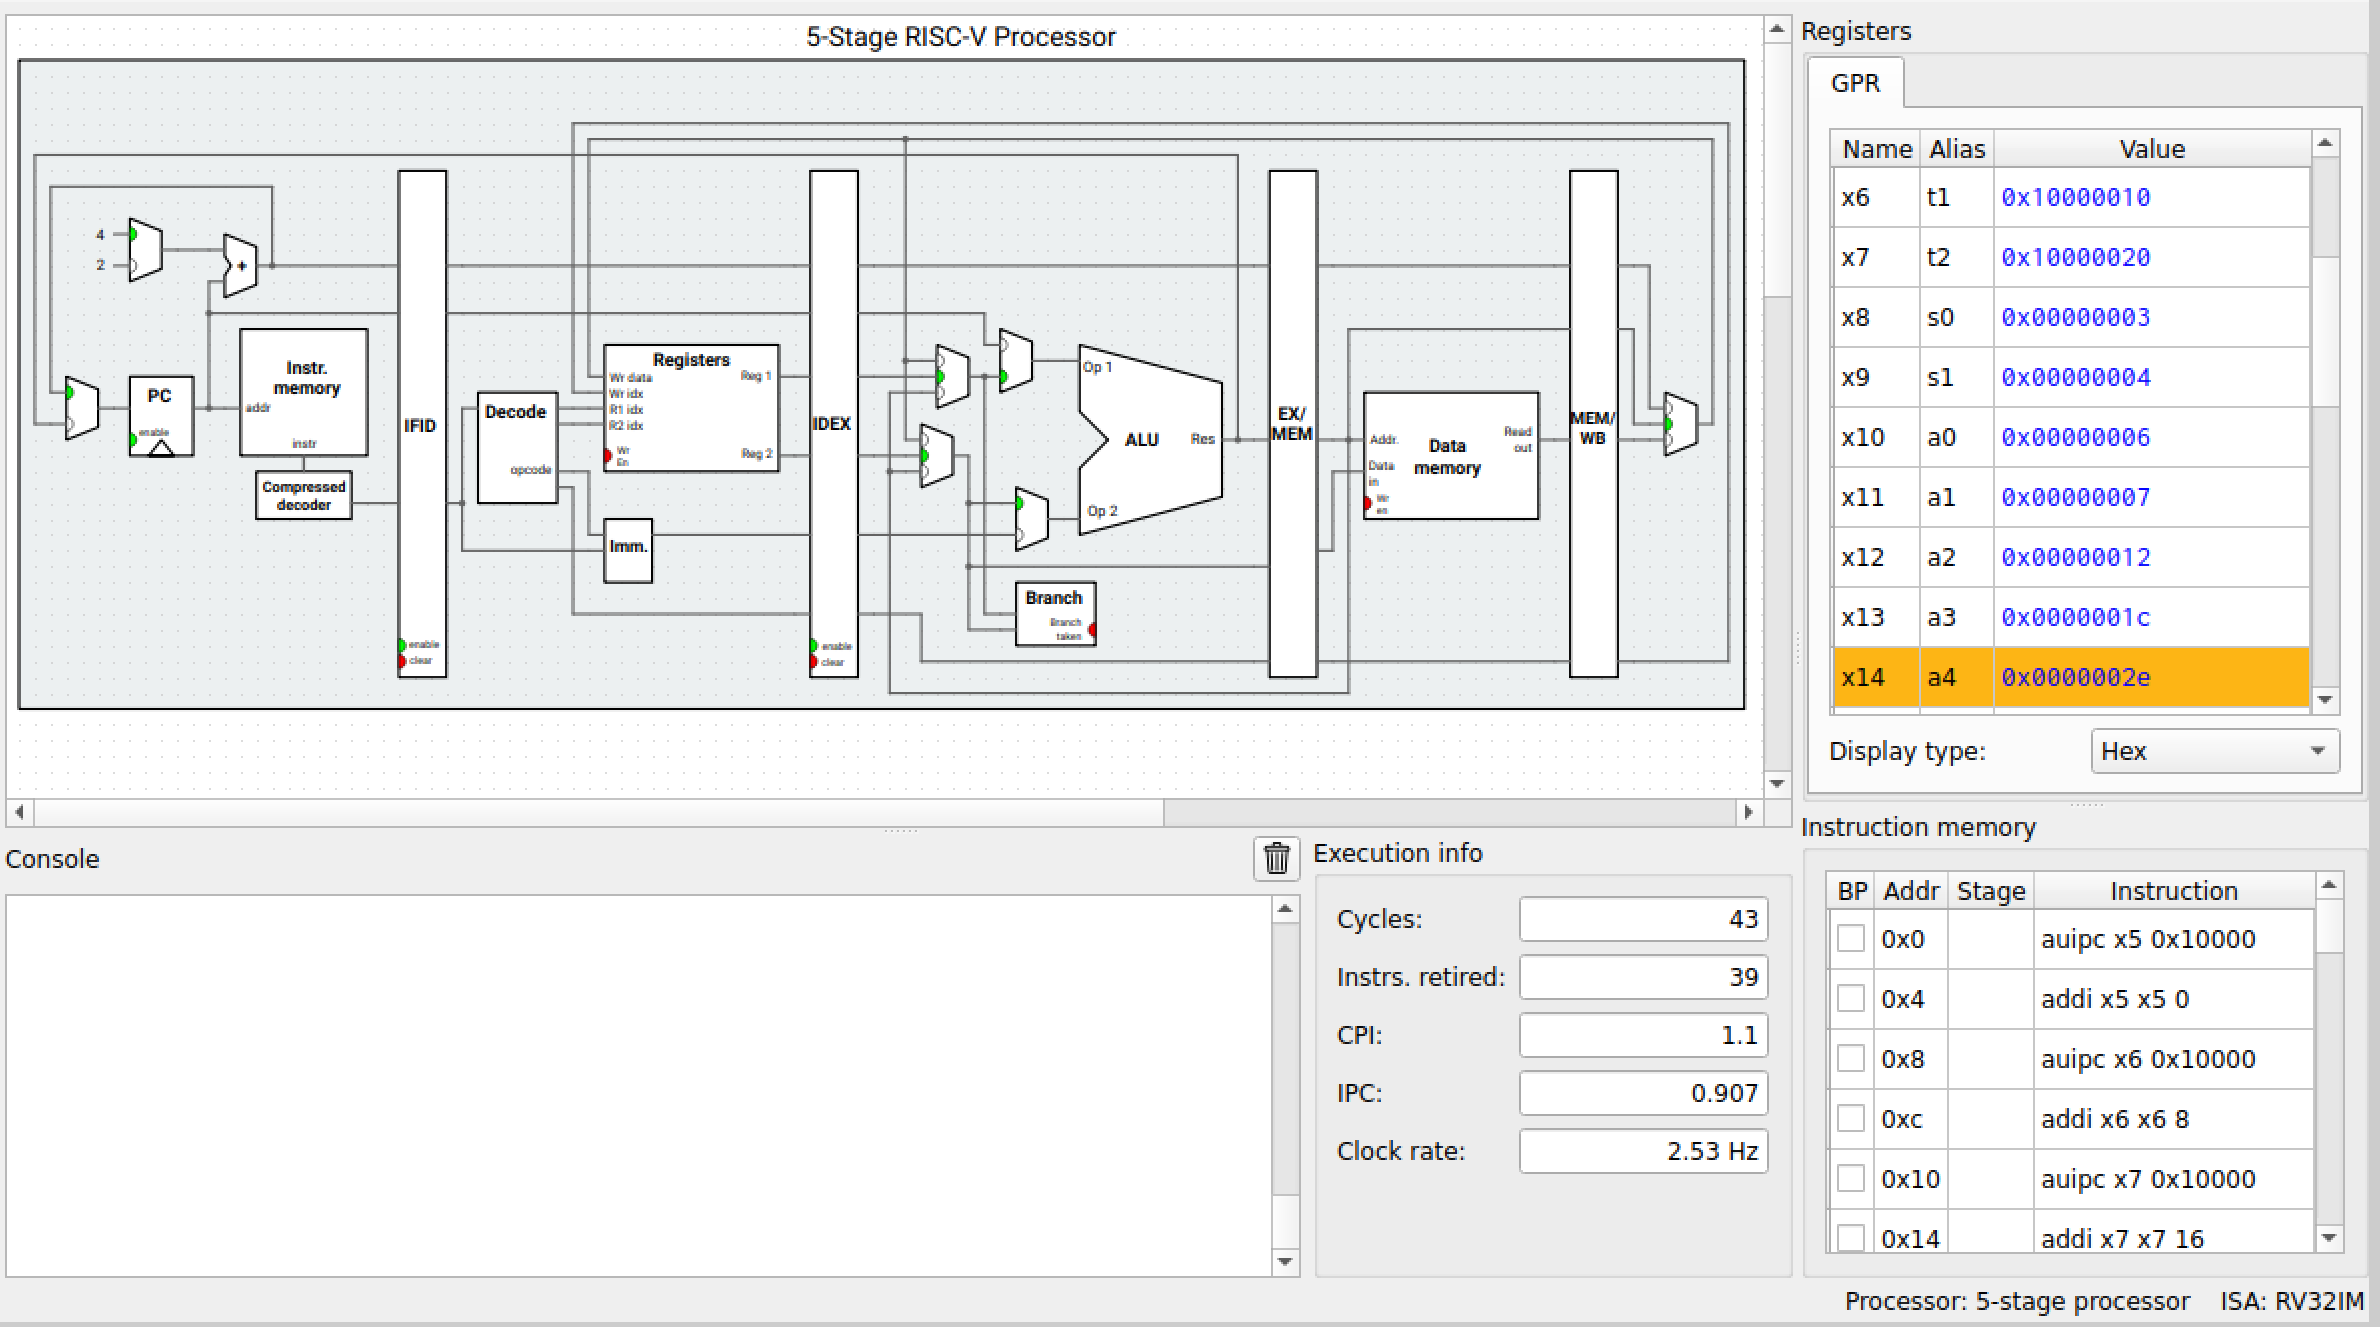 5-Stage RISC-V Processor
4
2
+
PC
enable
Instr.
memory
addr
instr
Compressed
decoder
IFID
enable
clear
Decode
opcode
Registers
Wr data
Wr idx
R1 idx
R2 idx
Wr
En
Reg 1
Reg 2
Imm.
IDEX
enable
clear
Op 1
ALU
Res
Op 2
Branch
Branch
taken
EX/
MEM
Addr.
Data
in
Wr
en
Data
memory
Read
out
MEM/
WB
Registers
GPR
Name Alias Value
x6 t1 0x10000010
x7 t2 0x10000020
x8 s0 0x00000003
x9 s1 0x00000004
x10 a0 0x00000006
x11 a1 0x00000007
x12 a2 0x00000012
x13 a3 0x0000001c
x14 a4 0x0000002e
Display type: Hex
Console
Execution info
Cycles: 43
Instrs. retired: 39
CPI: 1.1
IPC: 0.907
Clock rate: 2.53 Hz
Instruction memory
BP Addr Stage Instruction
0x0 auipc x5 0x10000
0x4 addi x5 x5 0
0x8 auipc x6 0x10000
0xc addi x6 x6 8
0x10 auipc x7 0x10000
0x14 addi x7 x7 16
Processor: 5-stage processor ISA: RV32IM